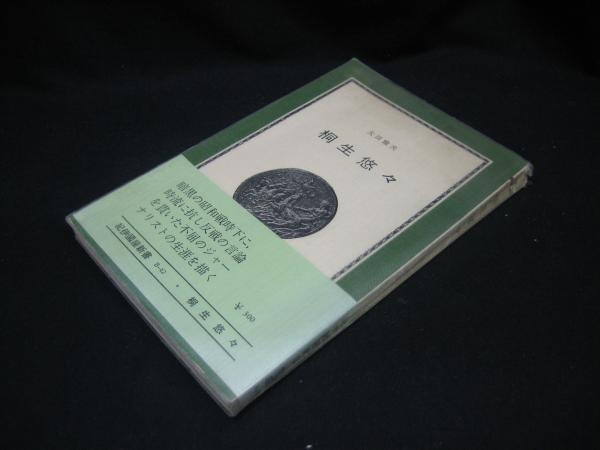 太田雅夫
桐生悠々
暗黒の昭和戦時下に,
時流に抗し反戦の言論
を貫いた不屈のジャー
ナリストの生涯を描く
¥300
紀伊國屋新書 B-42 ・ 桐生悠々